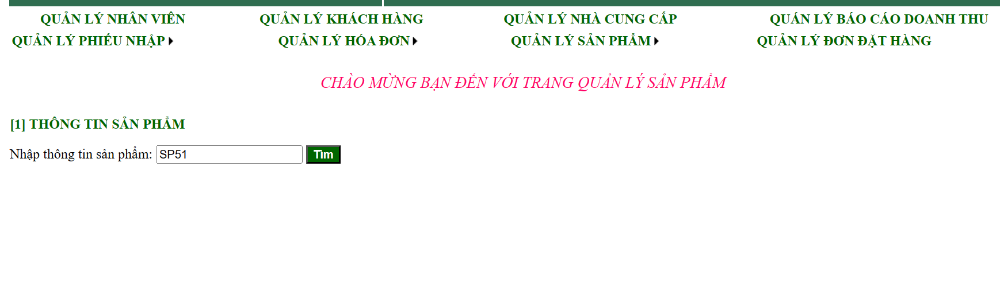 QUẢN LÝ NHÂN VIÊN QUẢN LÝ KHÁCH HÀNG QUẢN LÝ NHÀ CUNG CẤP QUÁN LÝ BÁO CÁO DOANH THU
QUẢN LÝ PHIẾU NHẬP QUẢN LÝ HÓA ĐƠN QUẢN LÝ SẢN PHẨM QUẢN LÝ ĐƠN ĐẶT HÀNG
CHÀO MỪNG BẠN ĐẾN VỚI TRANG QUẢN LÝ SẢN PHẨM
[1] THÔNG TIN SẢN PHẨM
Nhập thông tin sản phẩm: SP51 Tìm